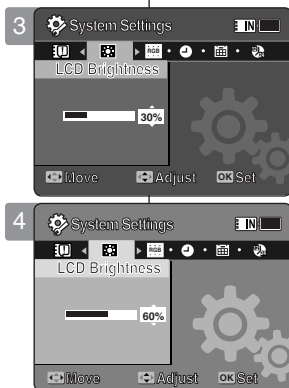 3
System Settings
IN
RGB
LCD Brightness
30%
Move Adjust OK Set
4
System Settings
IN
RGB
LCD Brightness
60%
Move Adjust OK Set